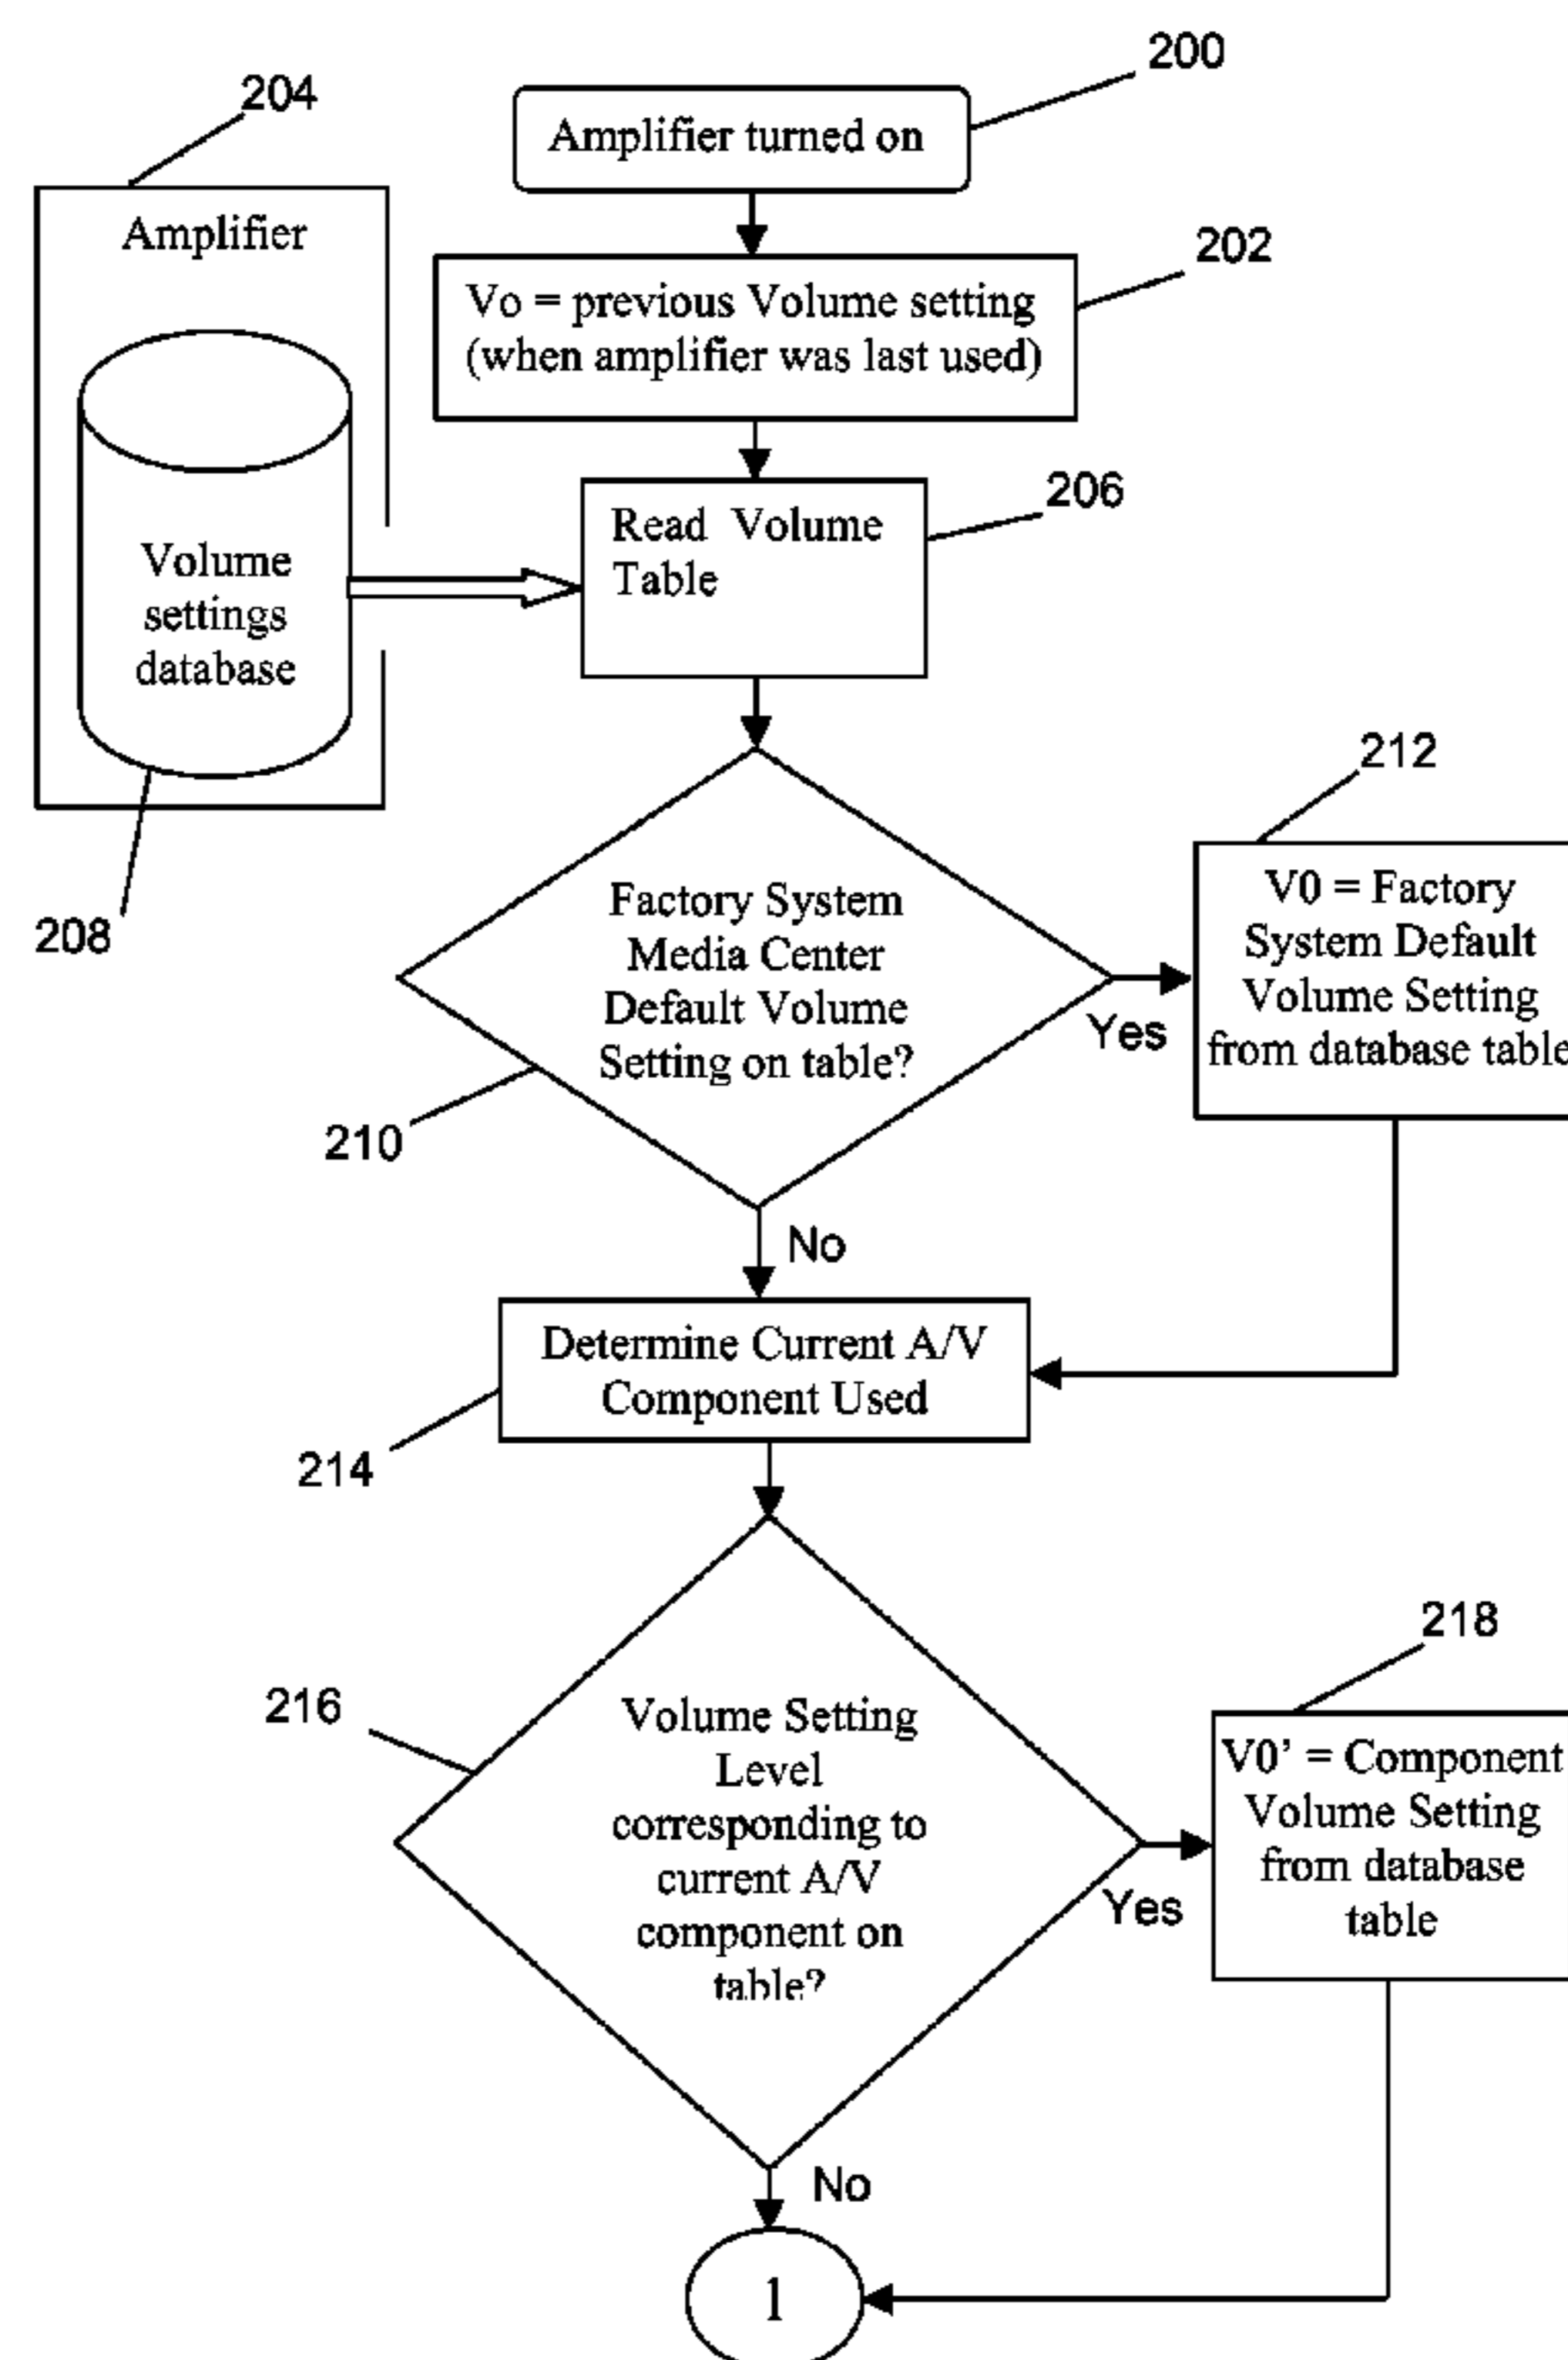 200
Amplifier turned on
204
Amplifier
202
Vo = previous Volume setting
(when amplifier was last used)
206
Read Volume
Table
Volume
settings
database
208
212
V0 = Factory
System Default
Volume Setting
from database table
Factory System
Media Center
Default Volume
Setting on table?
Yes
210
No
Determine Current A/V
Component Used
214
216
Volume Setting
Level
corresponding to
current A/V
component on
table?
218
V0’ = Component
Volume Setting
from database
table
Yes
No
1